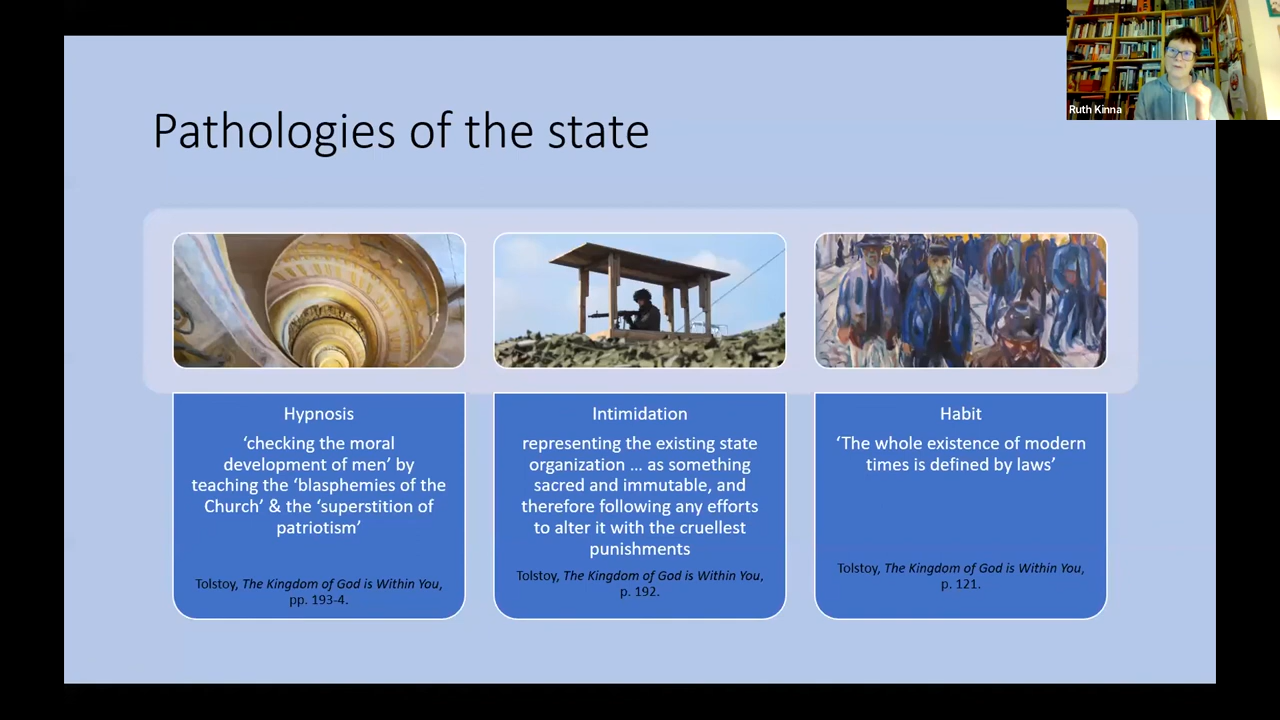 Ruth Kinna
Pathologies of the state
Hypnosis
‘checking the moral
development of men’ by
teaching the ‘blasphemies of the
Church’ & the ‘superstition of
patriotism’
Tolstoy, The Kingdom of God is Within You,
pp. 193-4.
Intimidation
representing the existing state
organization ... as something
sacred and immutable, and
therefore following any efforts
to alter it with the cruellest
punishments
Tolstoy, The Kingdom of God is Within You,
p. 192.
Habit
‘The whole existence of modern
times is defined by laws’
Tolstoy, The Kingdom of God is Within You,
p. 121.